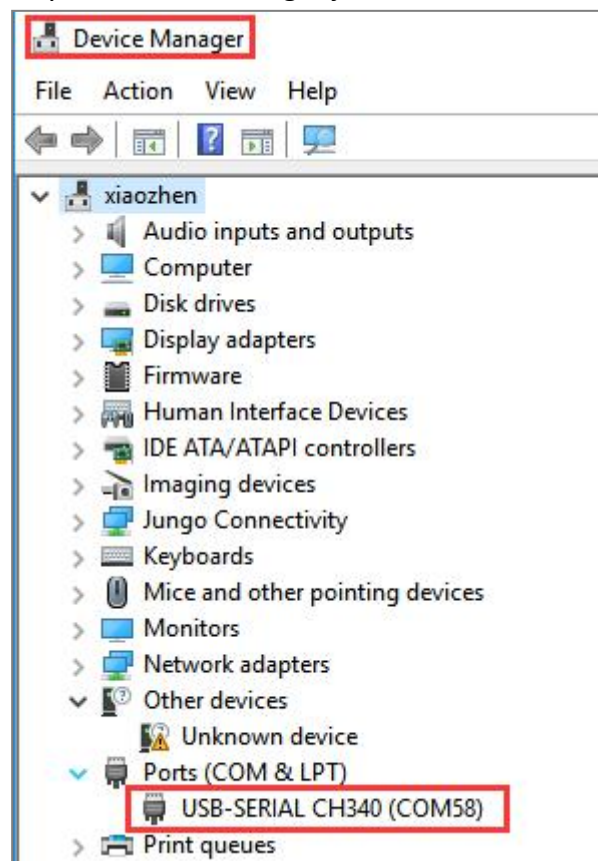 Device Manager
File Action View Help
xiaozhen
Audio inputs and outputs
Computer
Disk drives
Display adapters
Firmware
Human Interface Devices
IDE ATA/ATAPI controllers
Imaging devices
Jungo Connectivity
Keyboards
Mice and other pointing devices
Monitors
Network adapters
Other devices
Unknown device
Ports (COM & LPT)
USB-SERIAL CH340 (COM58)
Print queues